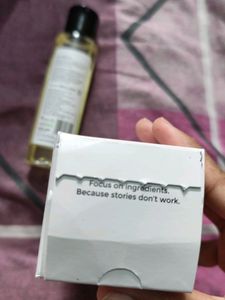 Focus on ingredients.
Because stories don't work.